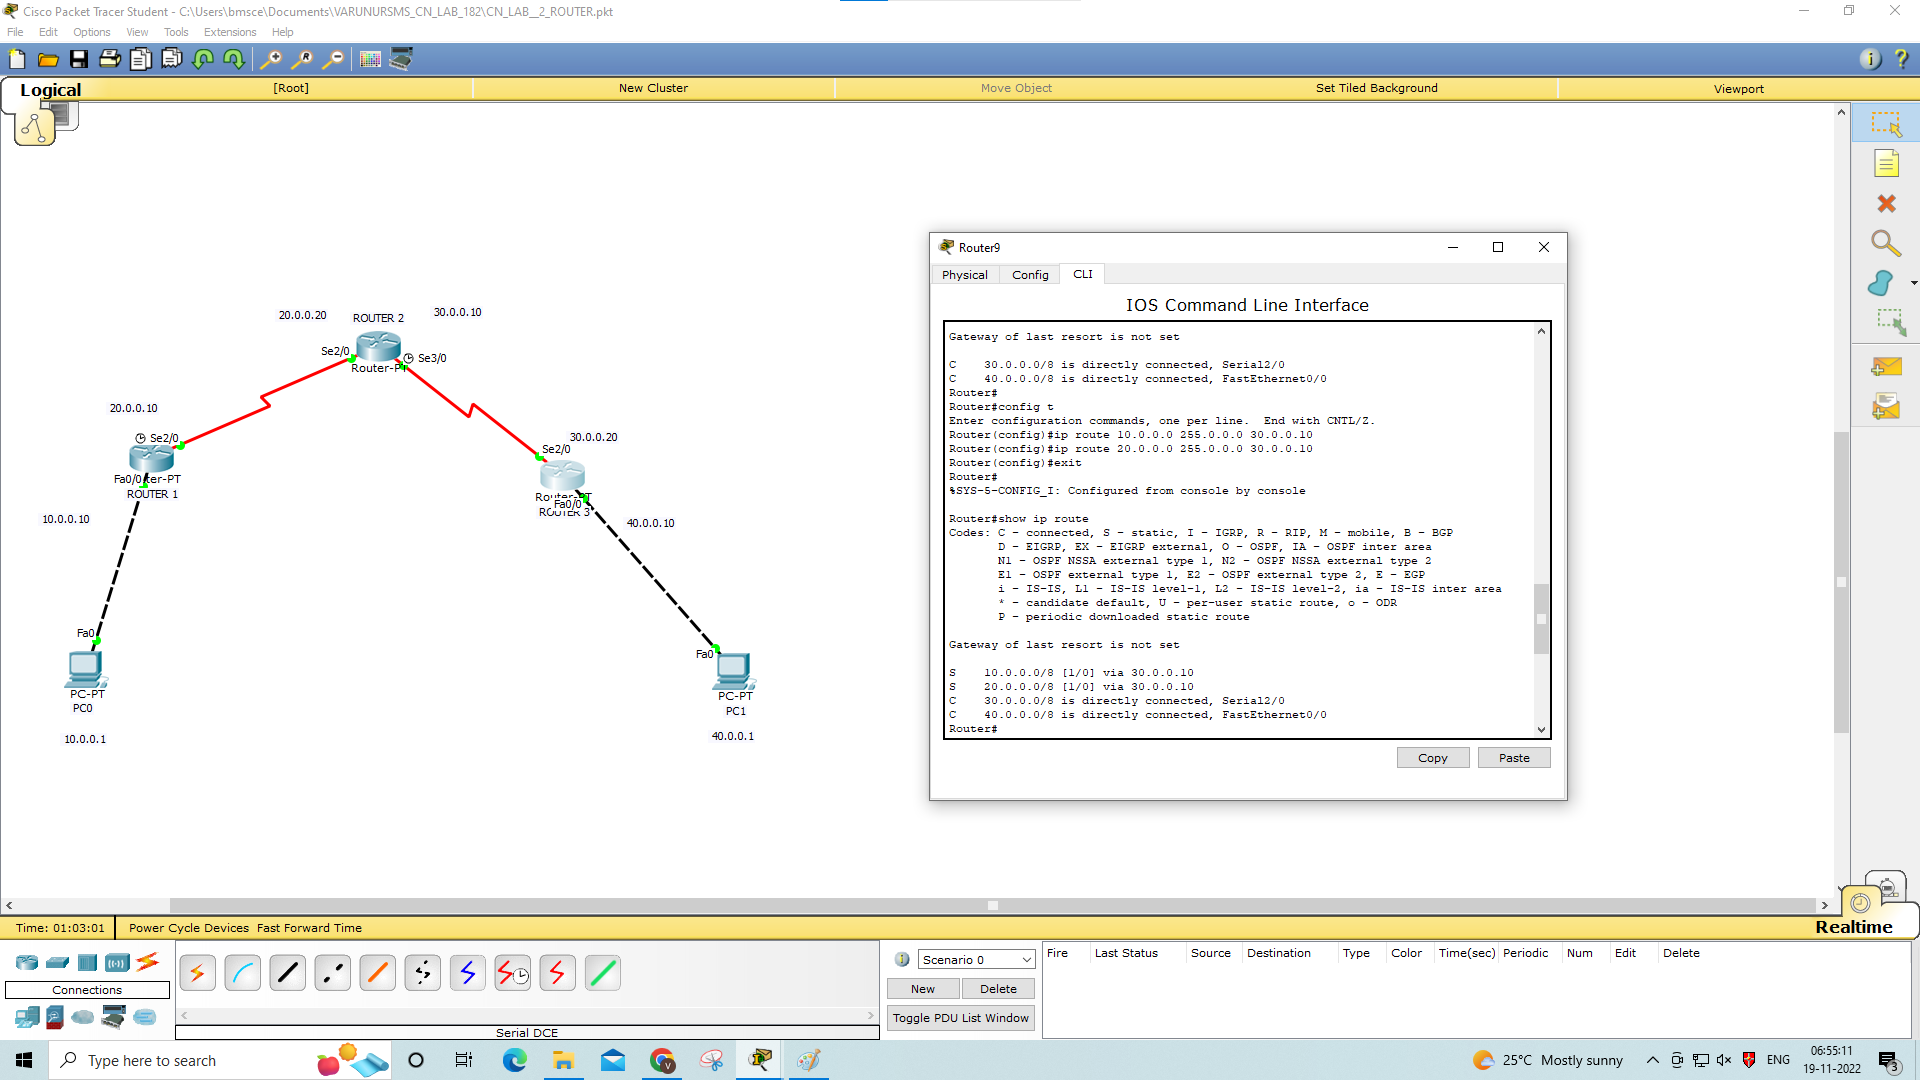 Cisco Packet Tracer Student - C:\Users\bmsce\Documents\VARUNURSMS_CN_LAB_182\CN_LAB__2_ROUTER.pkt
File Edit Options View Tools Extensions Help
Logical [Root] New Cluster Move Object Set Tiled Background Viewport
20.0.0.20 ROUTER 2 30.0.0.10
Se2/0 Se3/0
Router-PT
20.0.0.10
Se2/0
30.0.0.20
Se2/0
Fa0/0 ter-PT
ROUTER 1
Router-PT
Fa0/0
ROUTER 3
10.0.0.10
40.0.0.10
Fa0
Fa0
PC-PT
PC0
PC-PT
PC1
10.0.0.1
40.0.0.1
Router9
Physical Config CLI
IOS Command Line Interface
Gateway of last resort is not set
C    30.0.0.0/8 is directly connected, Serial2/0
C    40.0.0.0/8 is directly connected, FastEthernet0/0
Router#
Router#config t
Enter configuration commands, one per line.  End with CNTL/Z.
Router(config)#ip route 10.0.0.0 255.0.0.0 30.0.0.10
Router(config)#ip route 20.0.0.0 255.0.0.0 30.0.0.10
Router(config)#exit
Router#
%SYS-5-CONFIG_I: Configured from console by console
Router#show ip route
Codes: C - connected, S - static, I - IGRP, R - RIP, M - mobile, B - BGP
D - EIGRP, EX - EIGRP external, O - OSPF, IA - OSPF inter area
N1 - OSPF NSSA external type 1, N2 - OSPF NSSA external type 2
E1 - OSPF external type 1, E2 - OSPF external type 2, E - EGP
i - IS-IS, L1 - IS-IS level-1, L2 - IS-IS level-2, ia - IS-IS inter area
* - candidate default, U - per-user static route, o - ODR
P - periodic downloaded static route
Gateway of last resort is not set
S    10.0.0.0/8 [1/0] via 30.0.0.10
S    20.0.0.0/8 [1/0] via 30.0.0.10
C    30.0.0.0/8 is directly connected, Serial2/0
C    40.0.0.0/8 is directly connected, FastEthernet0/0
Router#
Copy Paste
Time: 01:03:01 Power Cycle Devices Fast Forward Time Realtime
Connections
Serial DCE
Scenario 0
New Delete
Toggle PDU List Window
Fire Last Status Source Destination Type Color Time(sec) Periodic Num Edit Delete
Type here to search
25°C Mostly sunny
ENG
06:55:11
19-11-2022
3